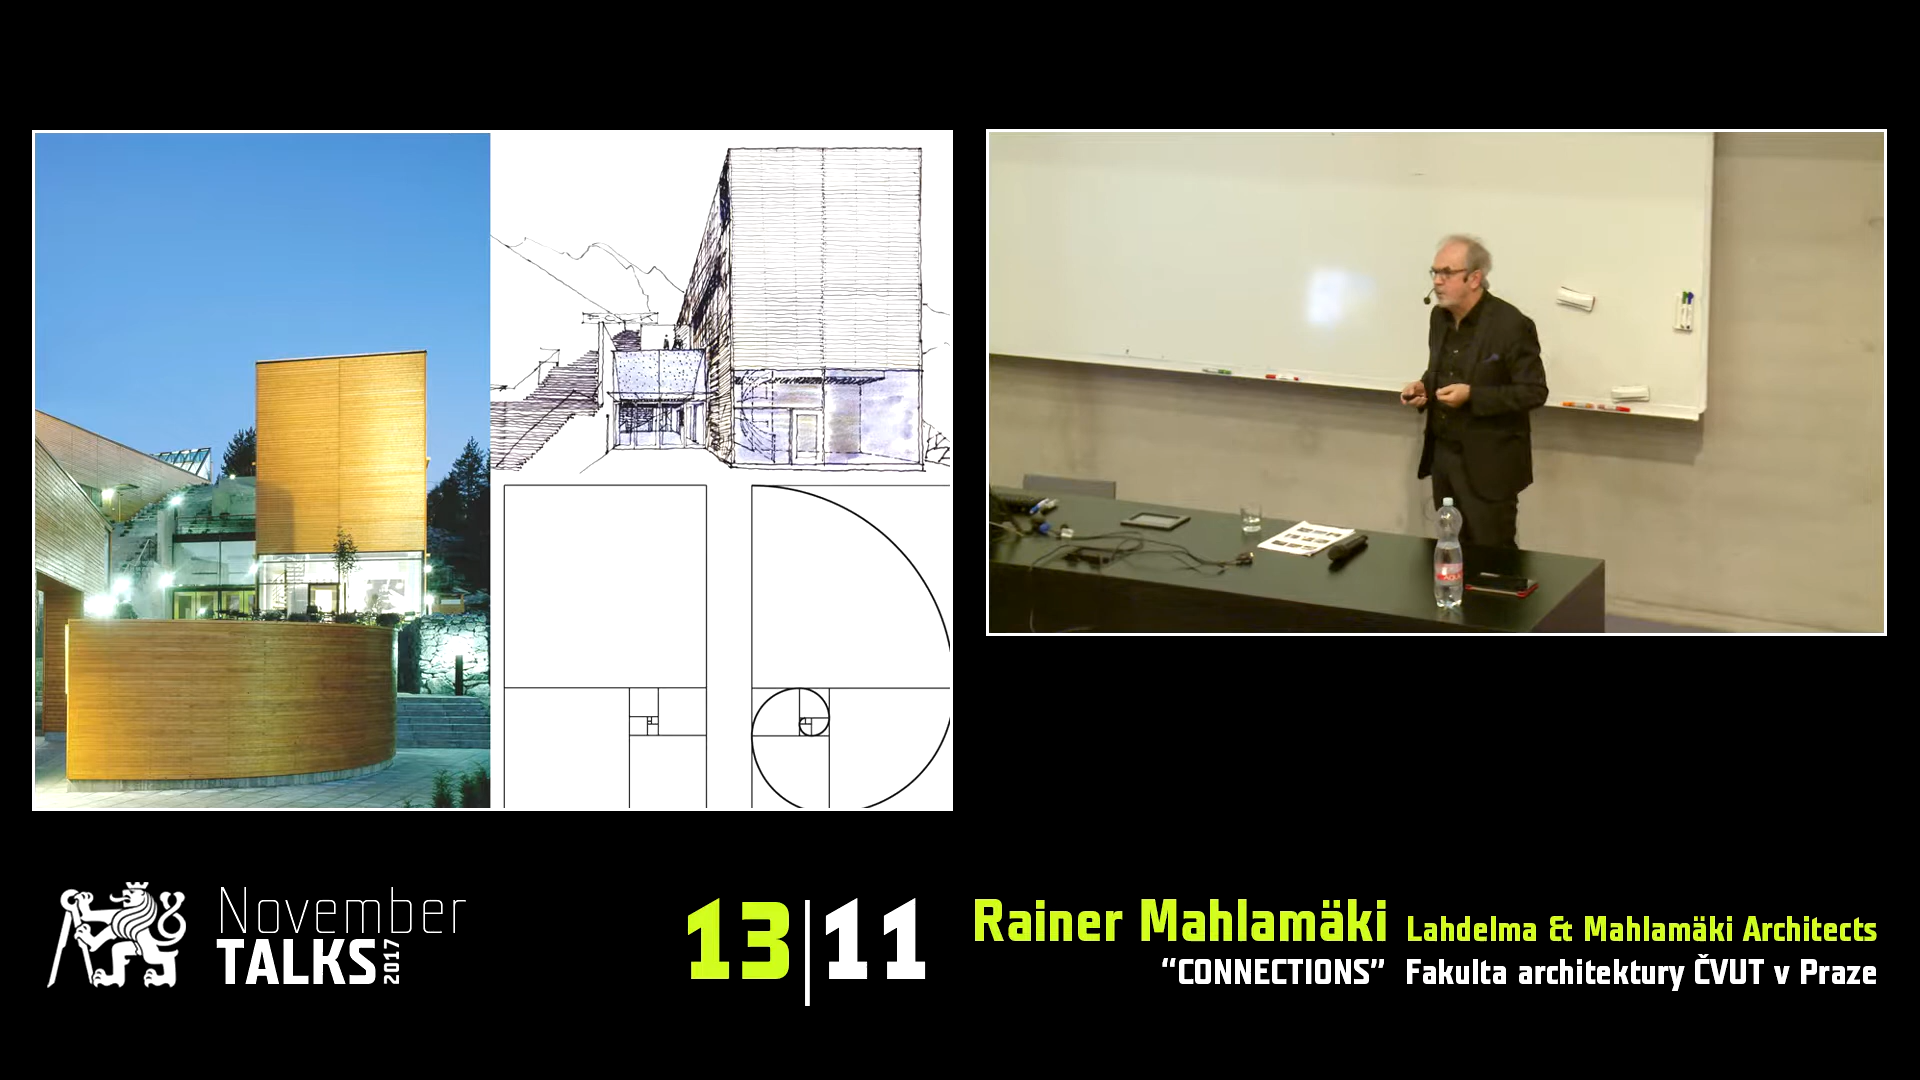 November
TALKS 2017
13|11
Rainer Mahlamäki Lahdelma & Mahlamäki Architects
“CONNECTIONS” Fakulta architektury ČVUT v Praze